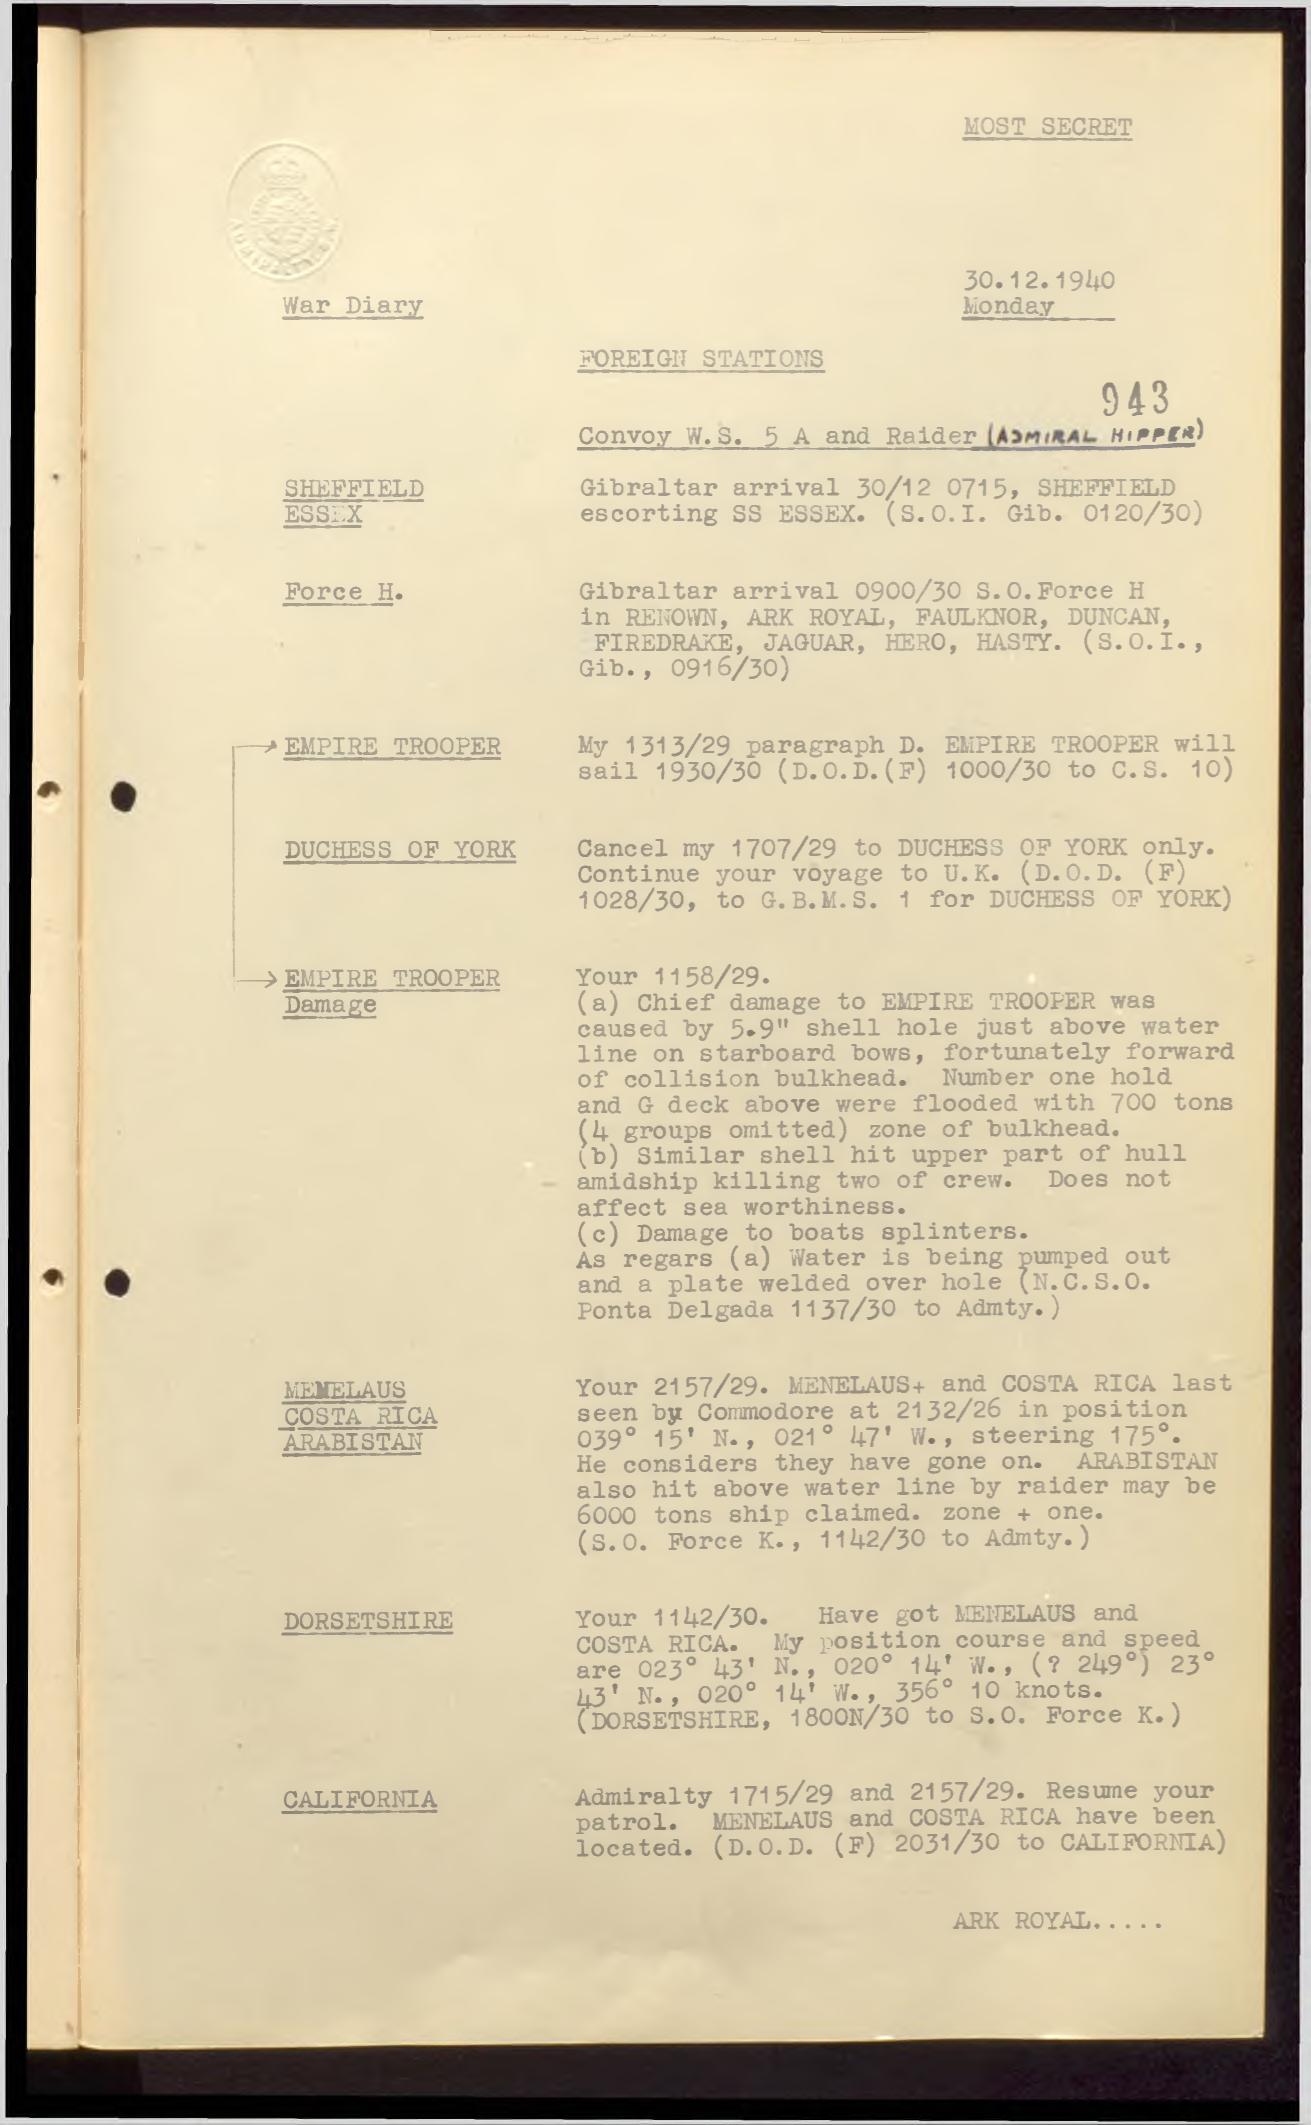 MOST SECRET
30.12.1940
War Diary
Monday
FOREIGN STATIONS
943
Convoy W.S. 5 A and Raider (ADMIRAL HIPPER)
SHEFFIELD
ESSEX
Gibraltar arrival 30/12 0715, SHEFFIELD
escorting SS ESSEX. (S.O.I. Gib. 0120/30)
Force H.
Gibraltar arrival 0900/30 S.O.Force H
in RENOWN, ARK ROYAL, FAULKNOR, DUNCAN,
FIREDRAKE, JAGUAR, HERO, HASTY. (S.O.I.,
Gib., 0916/30)
EMPIRE TROOPER
My 1313/29 paragraph D. EMPIRE TROOPER will
sail 1930/30 (D.O.D.(F) 1000/30 to C.S. 10)
DUCHESS OF YORK
Cancel my 1707/29 to DUCHESS OF YORK only.
Continue your voyage to U.K. (D.O.D. (F)
1028/30, to G.B.M.S. 1 for DUCHESS OF YORK)
EMPIRE TROOPER
Damage
Your 1158/29.
(a) Chief damage to EMPIRE TROOPER was
caused by 5.9" shell hole just above water
line on starboard bows, fortunately forward
of collision bulkhead. Number one hold
and G deck above were flooded with 700 tons
(4 groups omitted) zone of bulkhead.
(b) Similar shell hit upper part of hull
amidship killing two of crew. Does not
affect sea worthiness.
(c) Damage to boats splinters.
As regars (a) Water is being pumped out
and a plate welded over hole (N.C.S.O.
Ponta Delgada 1137/30 to Admty.)
MENELAUS
COSTA RICA
ARABISTAN
Your 2157/29. MENELAUS+ and COSTA RICA last
seen by Commodore at 2132/26 in position
039° 15' N., 021° 47' W., steering 175°.
He considers they have gone on. ARABISTAN
also hit above water line by raider may be
6000 tons ship claimed. zone + one.
(S.O. Force K., 1142/30 to Admty.)
DORSETSHIRE
Your 1142/30. Have got MENELAUS and
COSTA RICA. My position course and speed
are 023° 43' N., 020° 14' W., (? 249°) 23°
43' N., 020° 14' W., 356° 10 knots.
(DORSETSHIRE, 1800N/30 to S.O. Force K.)
CALIFORNIA
Admiralty 1715/29 and 2157/29. Resume your
patrol. MENELAUS and COSTA RICA have been
located. (D.O.D. (F) 2031/30 to CALIFORNIA)
ARK ROYAL.....